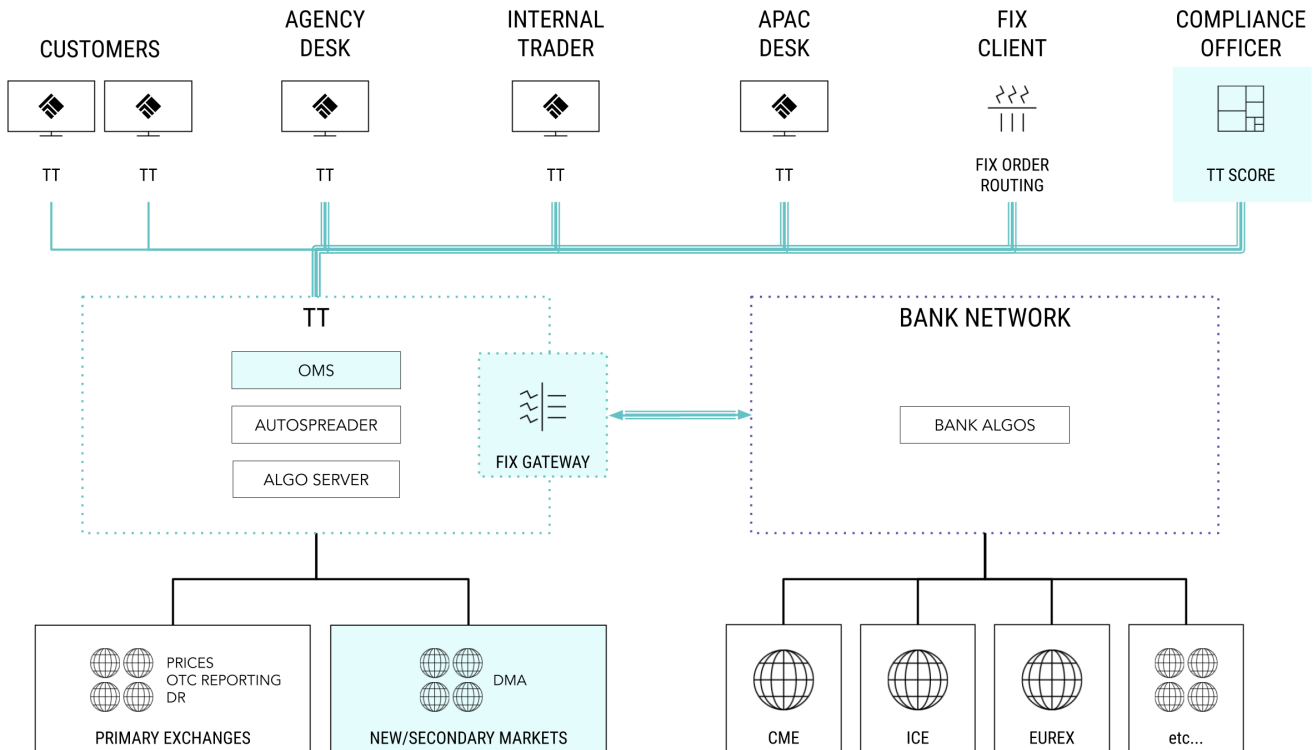 CUSTOMERS
AGENCY
DESK
INTERNAL
TRADER
APAC
DESK
FIX
CLIENT
COMPLIANCE
OFFICER
TT
TT
TT
TT
TT
FIX ORDER
ROUTING
TT SCORE
TT
OMS
AUTOSPREADER
ALGO SERVER
FIX GATEWAY
BANK NETWORK
BANK ALGOS
PRICES
OTC REPORTING
DR
PRIMARY EXCHANGES
DMA
NEW/SECONDARY MARKETS
CME
ICE
EUREX
etc...